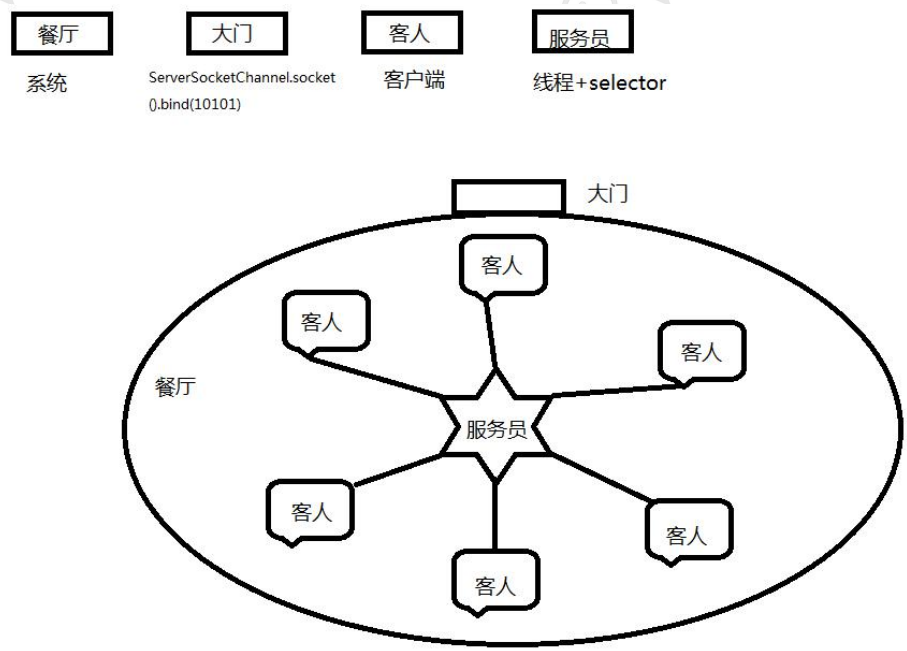 餐厅
大门
客人
服务员
系统
ServerSocketChannel.socket
().bind(10101)
客户端
线程+selector
大门
客人
客人
客人
餐厅
服务员
客人
客人
客人